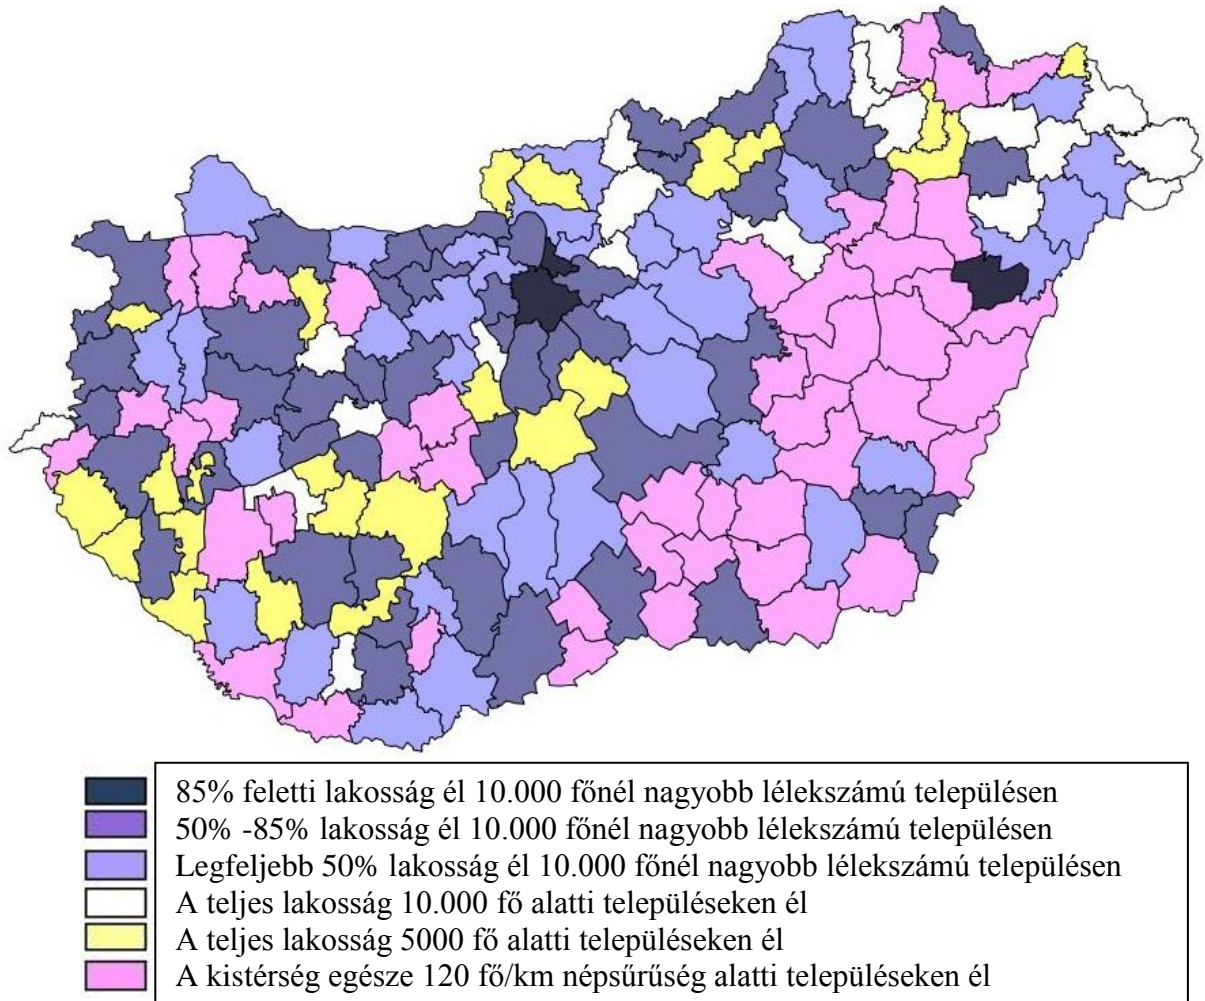 85% feletti lakosság él 10.000 főnél nagyobb lélekszámú településen
50% -85% lakosság él 10.000 főnél nagyobb lélekszámú településen
Legfeljebb 50% lakosság él 10.000 főnél nagyobb lélekszámú településen
A teljes lakosság 10.000 fő alatti településeken él
A teljes lakosság 5000 fő alatti településeken él
A kistérség egésze 120 fő/km népsűrűség alatti településeken él